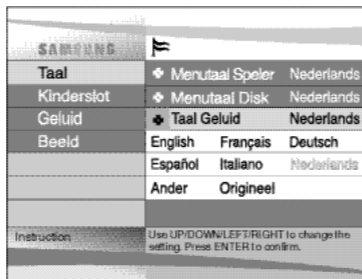 SAMSUNG
Taal
Kinderslot
Geluid
Beeld
Menutaal Speler Nederlands
Menutaal Disk Nederlands
Taal Geluid Nederlands
English Français Deutsch
Español Italiano Nederlands
Ander Origineel
Instruction
Use UP/DOWN/LEFT/RIGHT to change the
setting. Press ENTER to confirm.